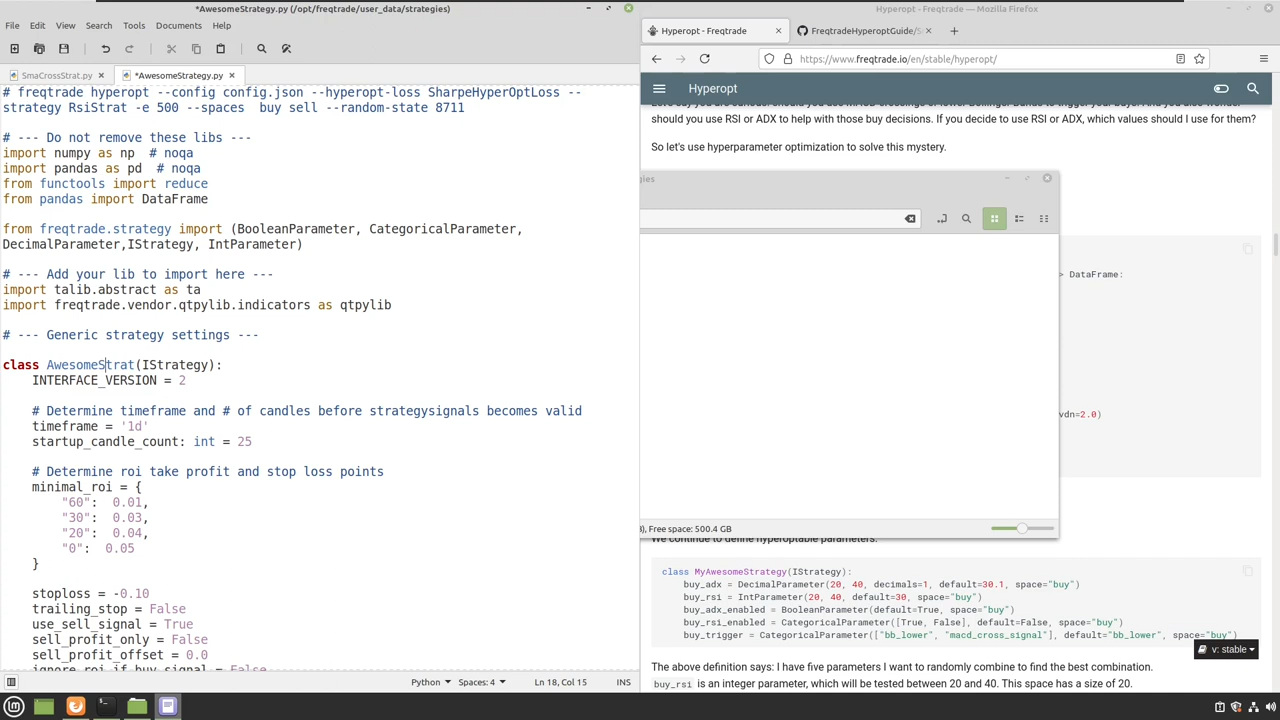 *AwesomeStrategy.py (/opt/freqtrade/user_data/strategies)
File Edit View Search Tools Documents Help
SmaCrossStrat.py
*AwesomeStrategy.py
# freqtrade hyperopt --config config.json --hyperopt-loss SharpeHyperOptLoss --
strategy RsiStrat -e 500 --spaces  buy sell --random-state 8711
# --- Do not remove these libs ---
import numpy as np  # noqa
import pandas as pd  # noqa
from functools import reduce
from pandas import DataFrame
from freqtrade.strategy import (BooleanParameter, CategoricalParameter,
DecimalParameter,IStrategy, IntParameter)
# --- Add your lib to import here ---
import talib.abstract as ta
import freqtrade.vendor.qtpylib.indicators as qtpylib
# --- Generic strategy settings ---
class AwesomeStrat(IStrategy):
INTERFACE_VERSION = 2
# Determine timeframe and # of candles before strategysignals becomes valid
timeframe = '1d'
startup_candle_count: int = 25
# Determine roi take profit and stop loss points
minimal_roi = {
"60":  0.01,
"30":  0.03,
"20":  0.04,
"0":  0.05
}
stoploss = -0.10
trailing_stop = False
use_sell_signal = True
sell_profit_only = False
sell_profit_offset = 0.0
ignore_roi_if_buy_signal = False
Python
Spaces: 4
Ln 18, Col 15
INS
Hyperopt - Freqtrade — Mozilla Firefox
Hyperopt - Freqtrade
FreqtradeHyperoptGuide/S
https://www.freqtrade.io/en/stable/hyperopt/
Hyperopt
should you use RSI or ADX to help with those buy decisions. If you decide to use RSI or ADX, which values should I use for them?
So let's use hyperparameter optimization to solve this mystery.
gies
> DataFrame:
vdn=2.0)
), Free space: 500.4 GB
We continue to define hyperoptable parameters:
class MyAwesomeStrategy(IStrategy):
buy_adx = DecimalParameter(20, 40, decimals=1, default=30.1, space="buy")
buy_rsi = IntParameter(20, 40, default=30, space="buy")
buy_adx_enabled = BooleanParameter(default=True, space="buy")
buy_rsi_enabled = CategoricalParameter([True, False], default=False, space="buy")
buy_trigger = CategoricalParameter(["bb_lower", "macd_cross_signal"], default="bb_lower", space="buy")
v: stable
The above definition says: I have five parameters I want to randomly combine to find the best combination.
buy_rsi is an integer parameter, which will be tested between 20 and 40. This space has a size of 20.